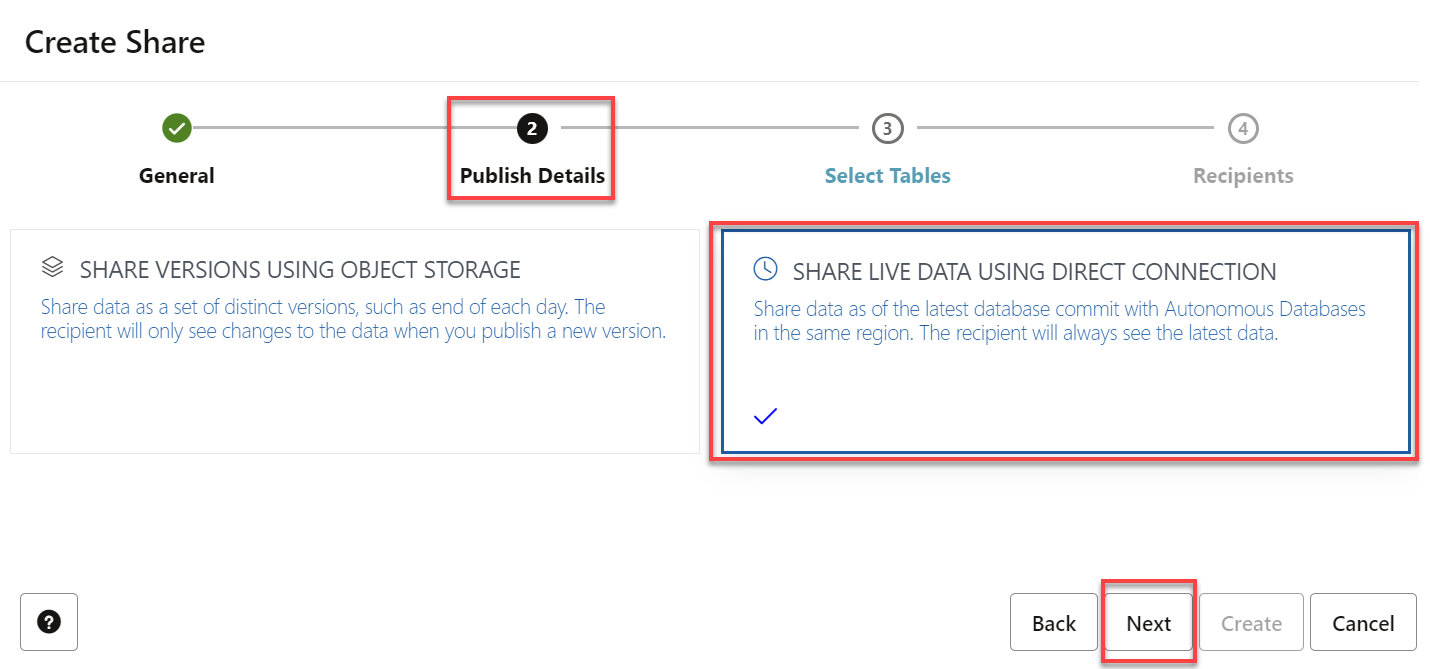 Create Share
2
3
4
General
Publish Details
Select Tables
Recipients
SHARE VERSIONS USING OBJECT STORAGE
Share data as a set of distinct versions, such as end of each day. The
recipient will only see changes to the data when you publish a new version.
SHARE LIVE DATA USING DIRECT CONNECTION
Share data as of the latest database commit with Autonomous Databases
in the same region. The recipient will always see the latest data.
?
Back
Next
Create
Cancel